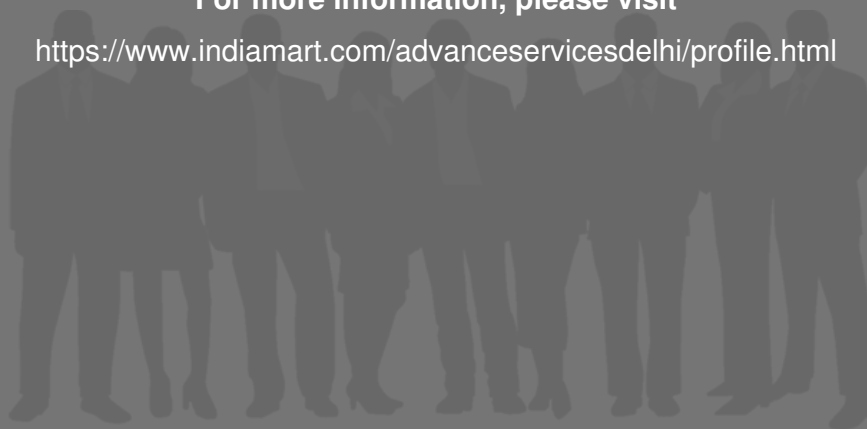 For more information, please visit
https://www.indiamart.com/advanceservicesdelhi/profile.html